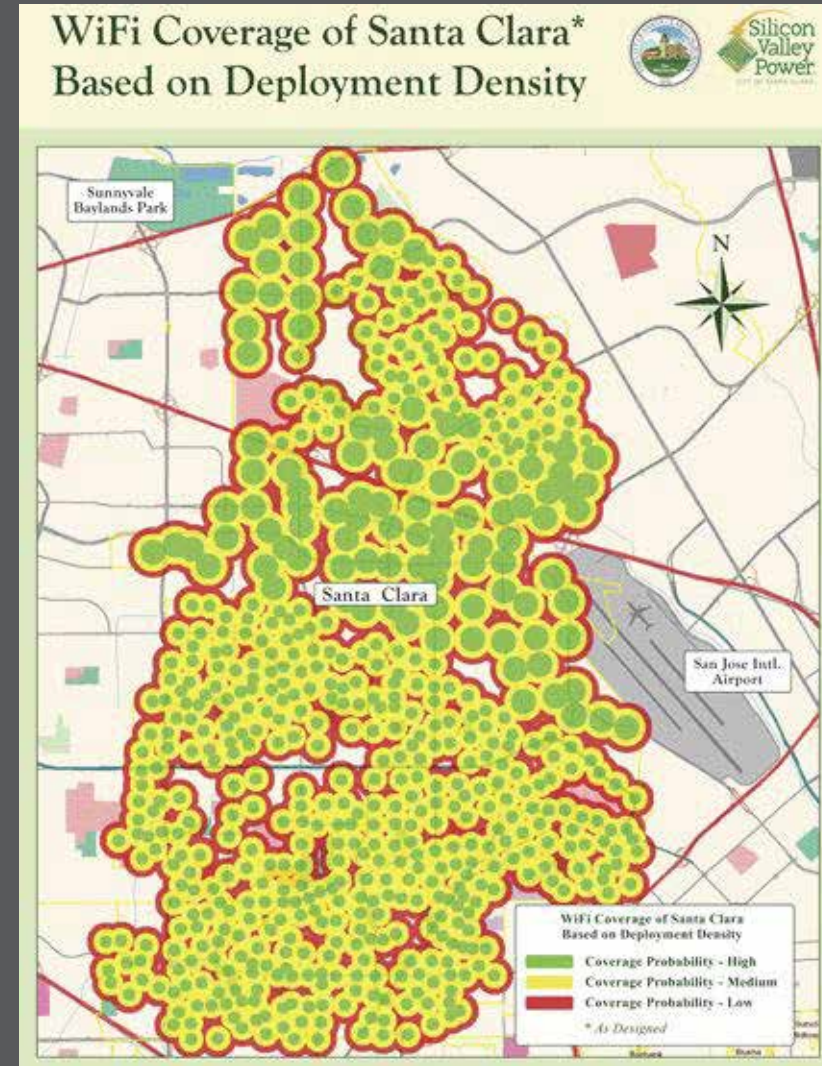 WiFi Coverage of Santa Clara*
Based on Deployment Density
Silicon
Valley
Power
Sunnyvale
Baylands Park
N
Santa Clara
San Jose Intl.
Airport
WiFi Coverage of Santa Clara
Based on Deployment Density
Coverage Probability - High
Coverage Probability - Medium
Coverage Probability - Low
* As Designed